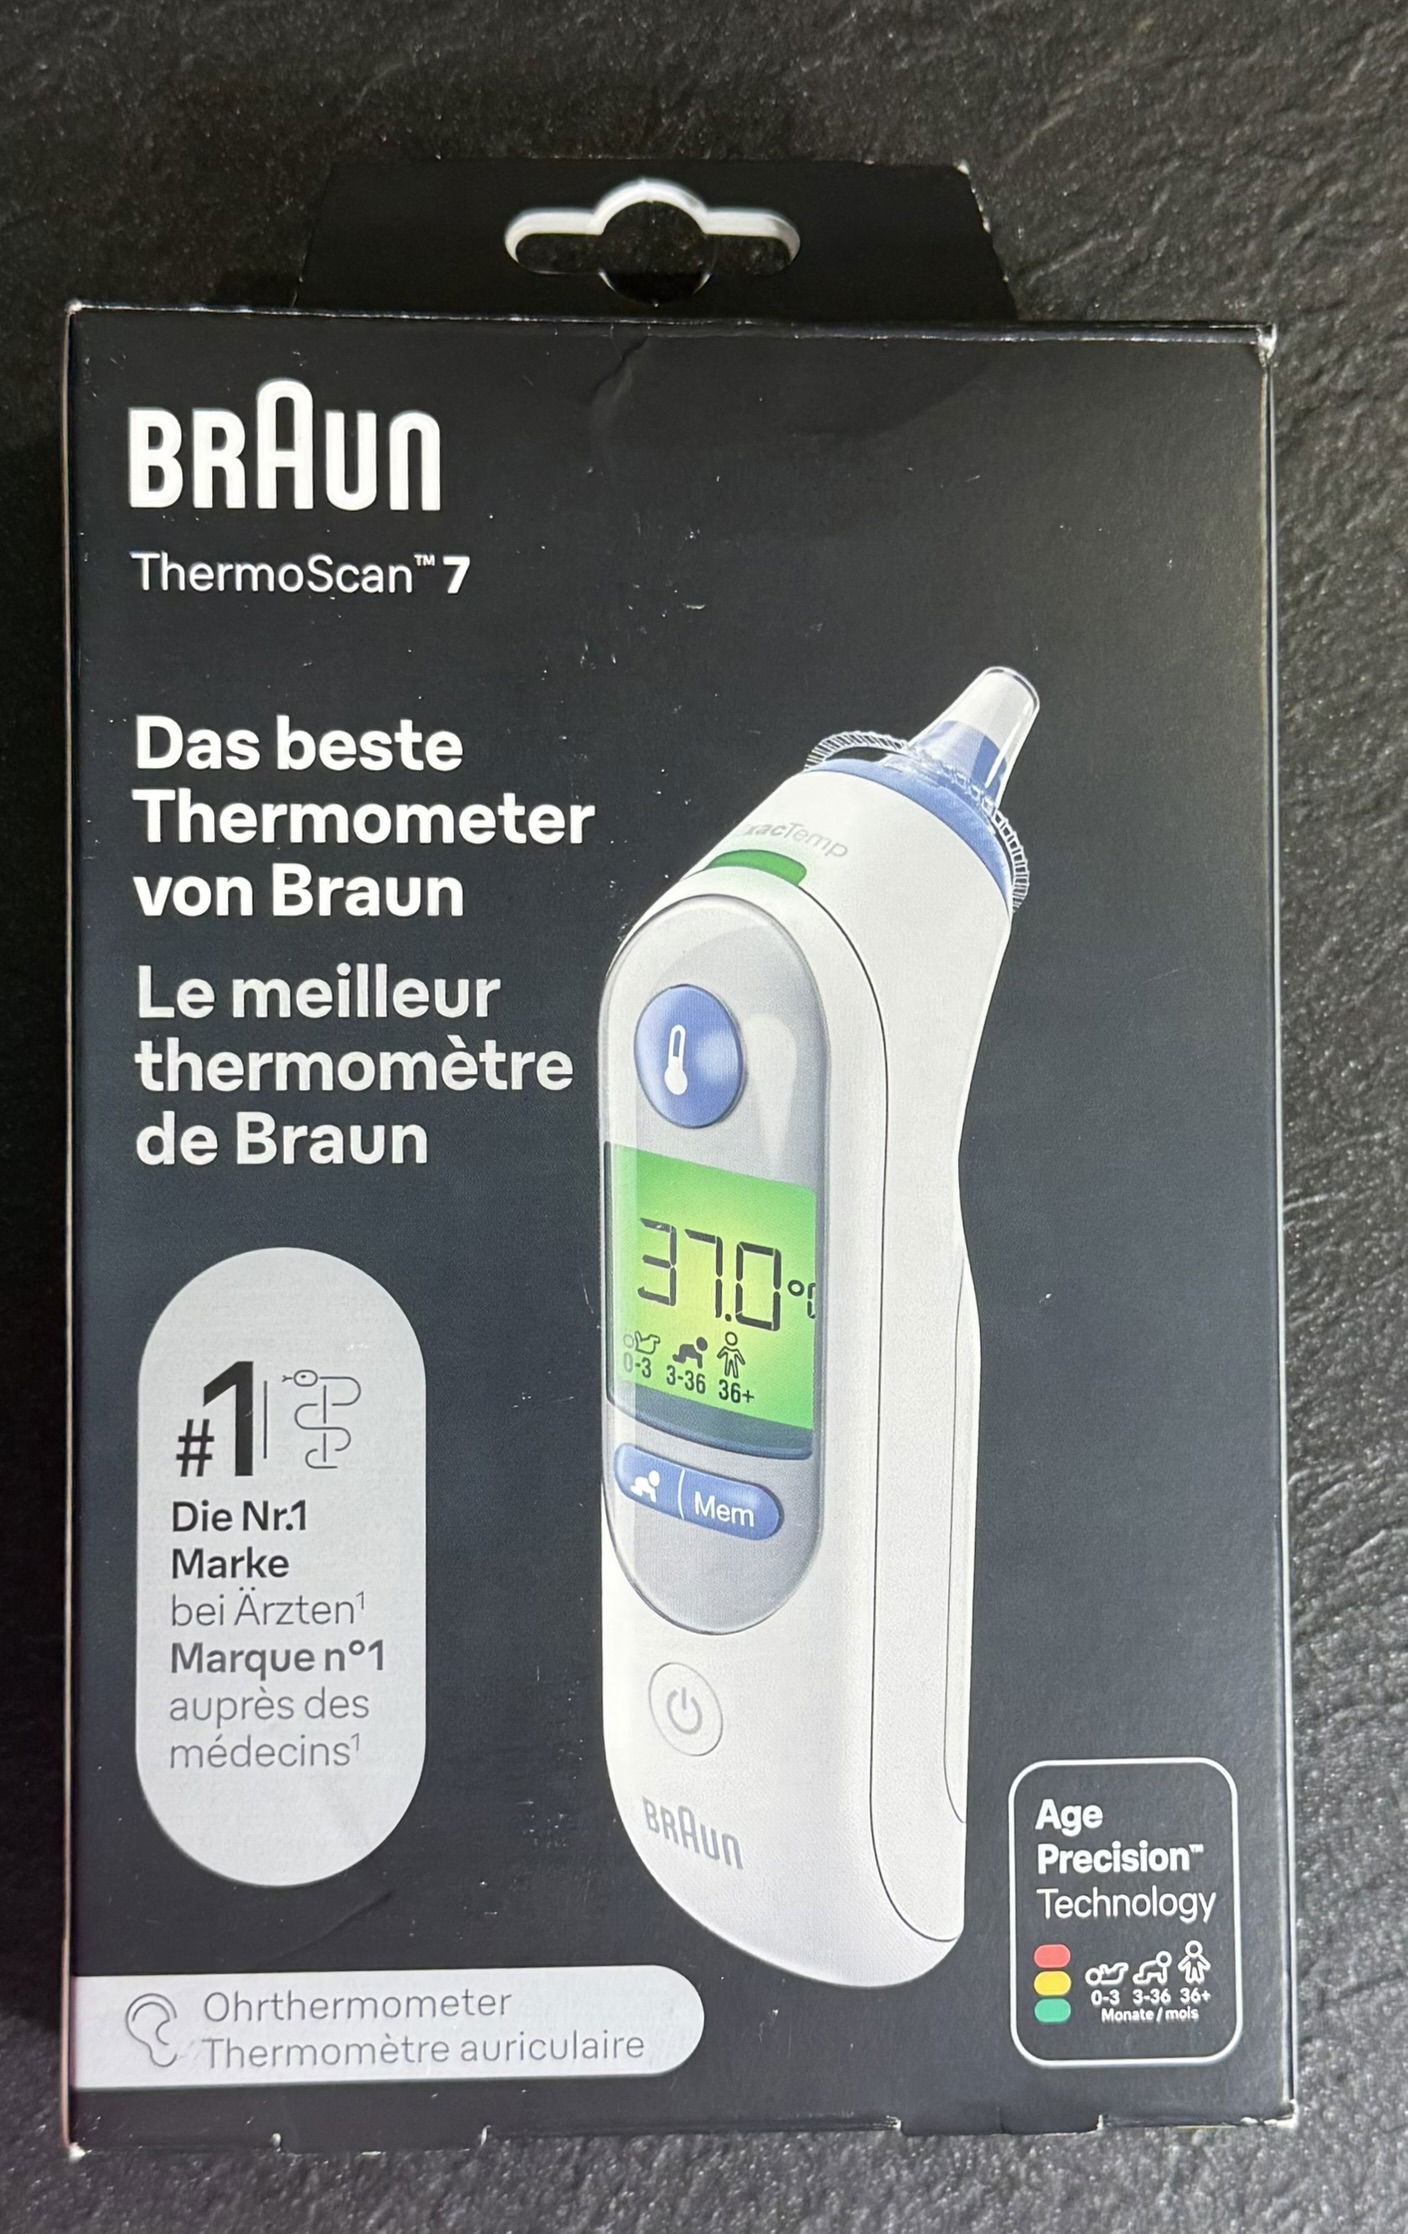 BRAUN
ThermoScan™ 7
Das beste
Thermometer
von Braun
Le meilleur
thermomètre
de Braun
#1
Die Nr.1
Marke
bei Ärzten¹
Marque n°1
auprès des
médecins¹
Ohrthermometer
Thermomètre auriculaire
xacTemp
37.0°C
0-3 3-36 36+
Mem
BRAUN
Age
Precision™
Technology
0-3 3-36 36+
Monate / mois